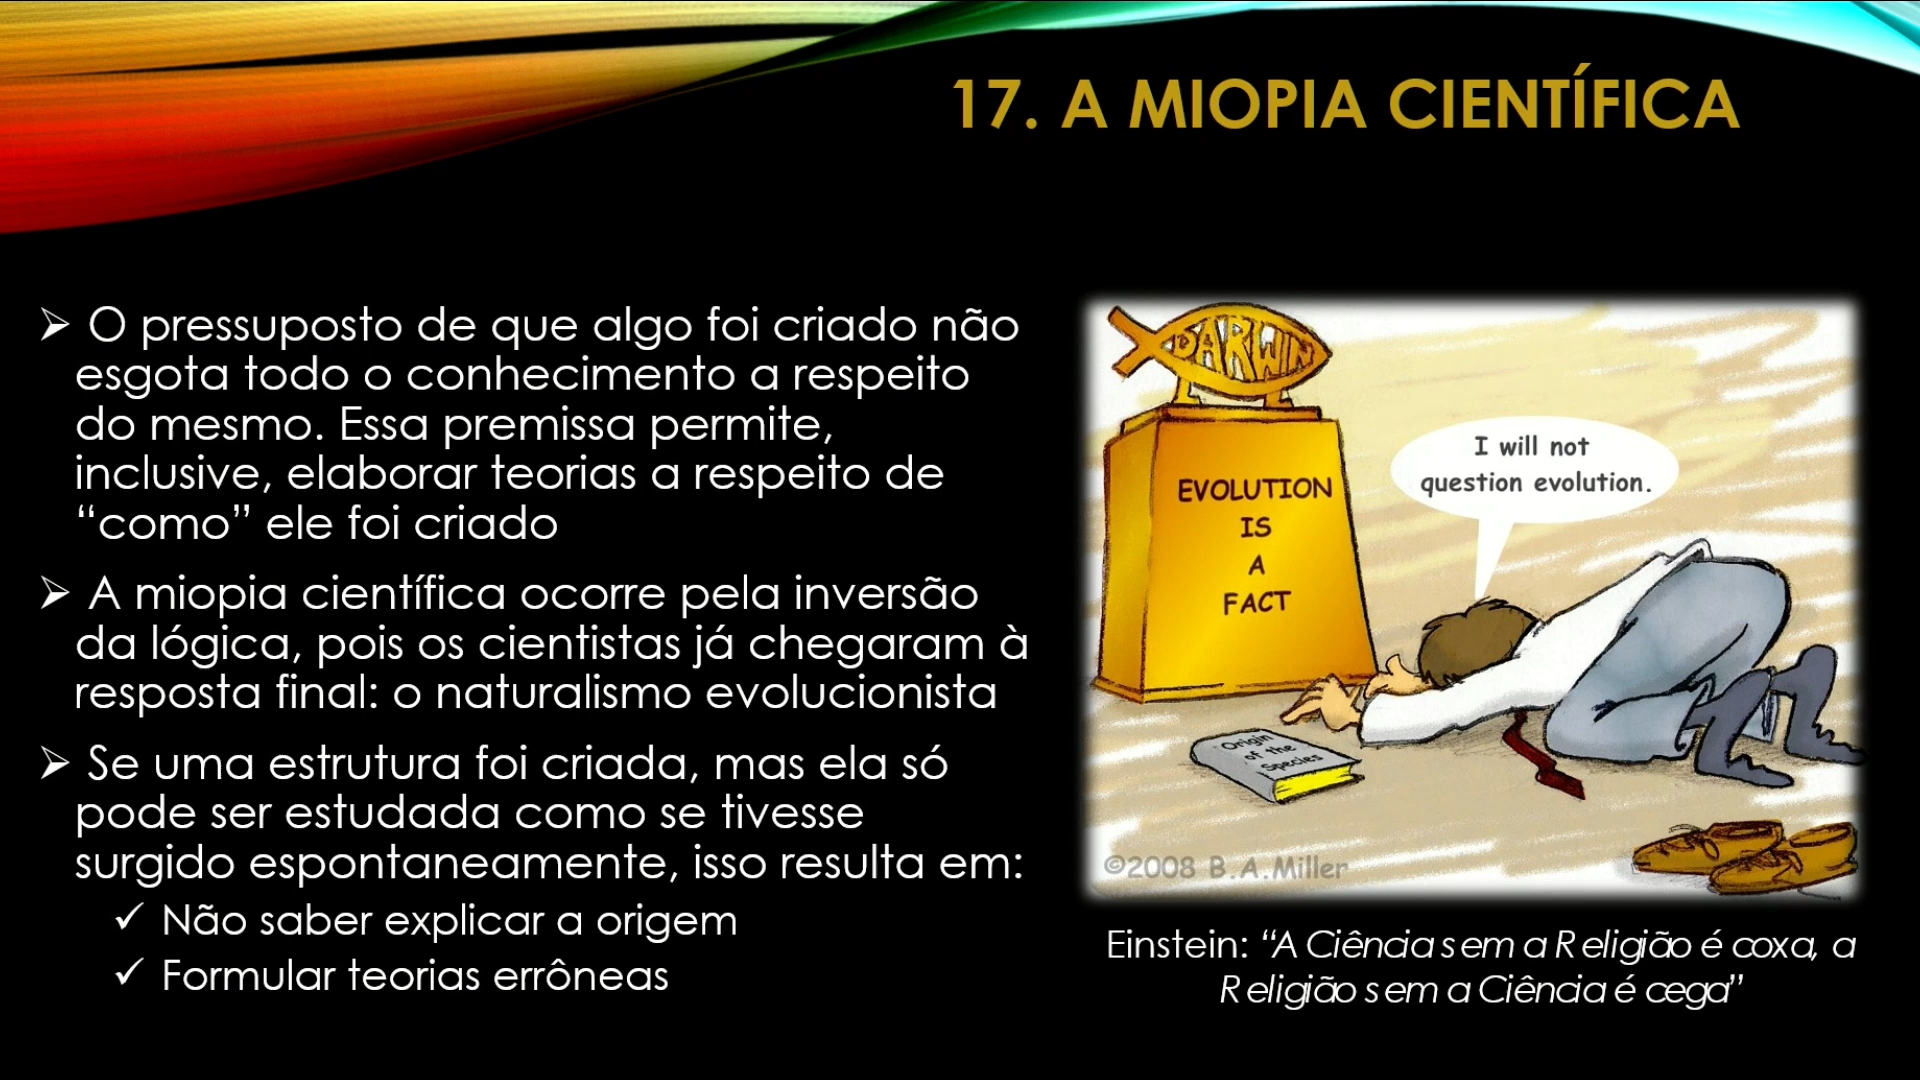 17. A MIOPIA CIENTÍFICA
➢ O pressuposto de que algo foi criado não
esgota todo o conhecimento a respeito
do mesmo. Essa premissa permite,
inclusive, elaborar teorias a respeito de
“como” ele foi criado
➢ A miopia científica ocorre pela inversão
da lógica, pois os cientistas já chegaram à
resposta final: o naturalismo evolucionista
➢ Se uma estrutura foi criada, mas ela só
pode ser estudada como se tivesse
surgido espontaneamente, isso resulta em:
✓ Não saber explicar a origem
✓ Formular teorias errôneas
DARWIN
EVOLUTION
IS
A
FACT
I will not
question evolution.
Origin
of the
Species
©2008 B.A.Miller
Einstein: “A Ciência sem a Religião é coxa, a
Religião sem a Ciência é cega”